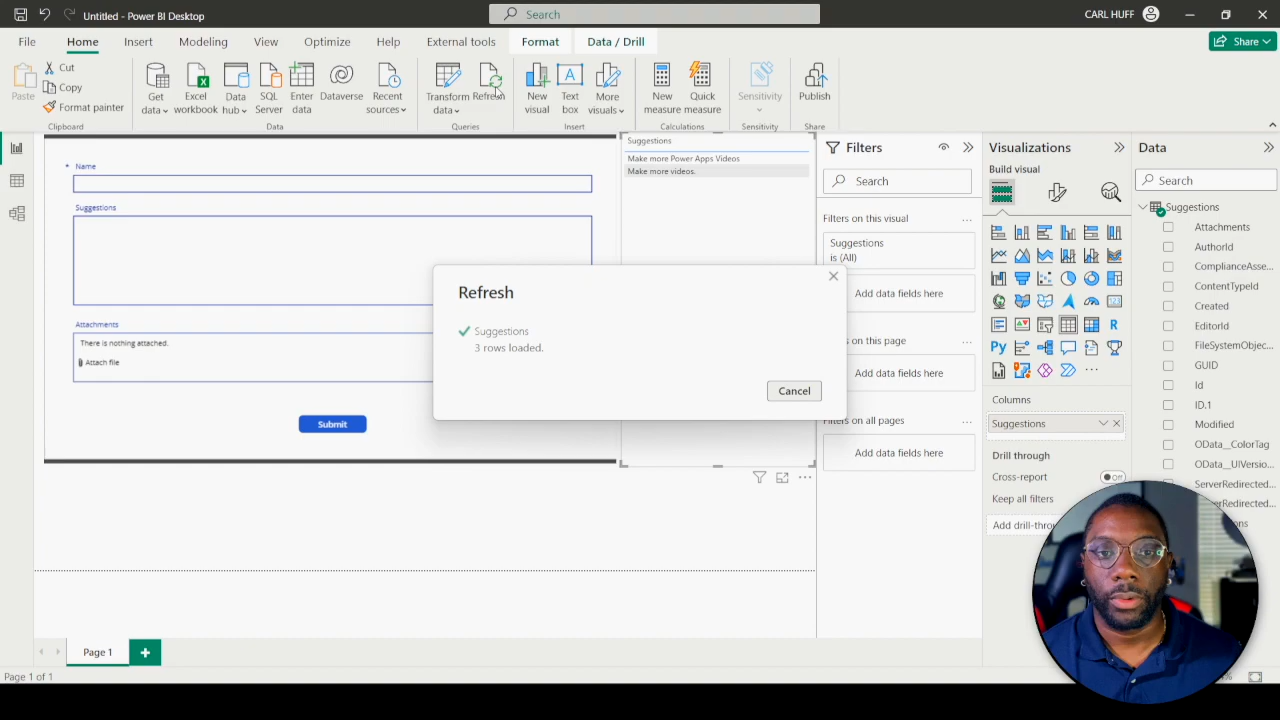 Untitled - Power BI Desktop
Search
CARL HUFF
File
Home
Insert
Modeling
View
Optimize
Help
External tools
Format
Data / Drill
Share
Paste
Cut
Copy
Format painter
Clipboard
Get data
Excel workbook
Data hub
SQL Server
Enter data
Dataverse
Recent sources
Data
Transform data
Refresh
Queries
New visual
Text box
More visuals
Insert
New measure
Quick measure
Calculations
Sensitivity
Sensitivity
Publish
Share
* Name
Suggestions
Attachments
There is nothing attached.
Attach file
Submit
Suggestions
Make more Power Apps Videos
Make more videos.
Refresh
Suggestions
3 rows loaded.
Cancel
Filters
Search
Filters on this visual
...
Suggestions
is (All)
Add data fields here
s on this page
...
Add data fields here
Filters on all pages
...
Add data fields here
Visualizations
Build visual
Columns
Suggestions
Drill through
Cross-report
Off
Keep all filters
Add drill-throu
Data
Search
Suggestions
Attachments
AuthorId
ComplianceAsse...
ContentTypeId
Created
EditorId
FileSystemObjec...
GUID
Id
ID.1
Modified
OData__ColorTag
OData__UIVersio...
ServerRedirected...
erRedirected...
ons
Page 1
Page 1 of 1